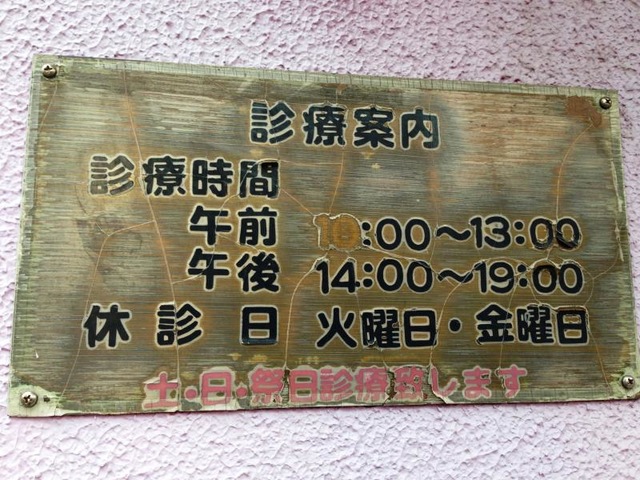 診療案内
診療時間
午前 10:00〜13:00
午後 14:00〜19:00
休診日 火曜日・金曜日
土・日・祭日診療致します